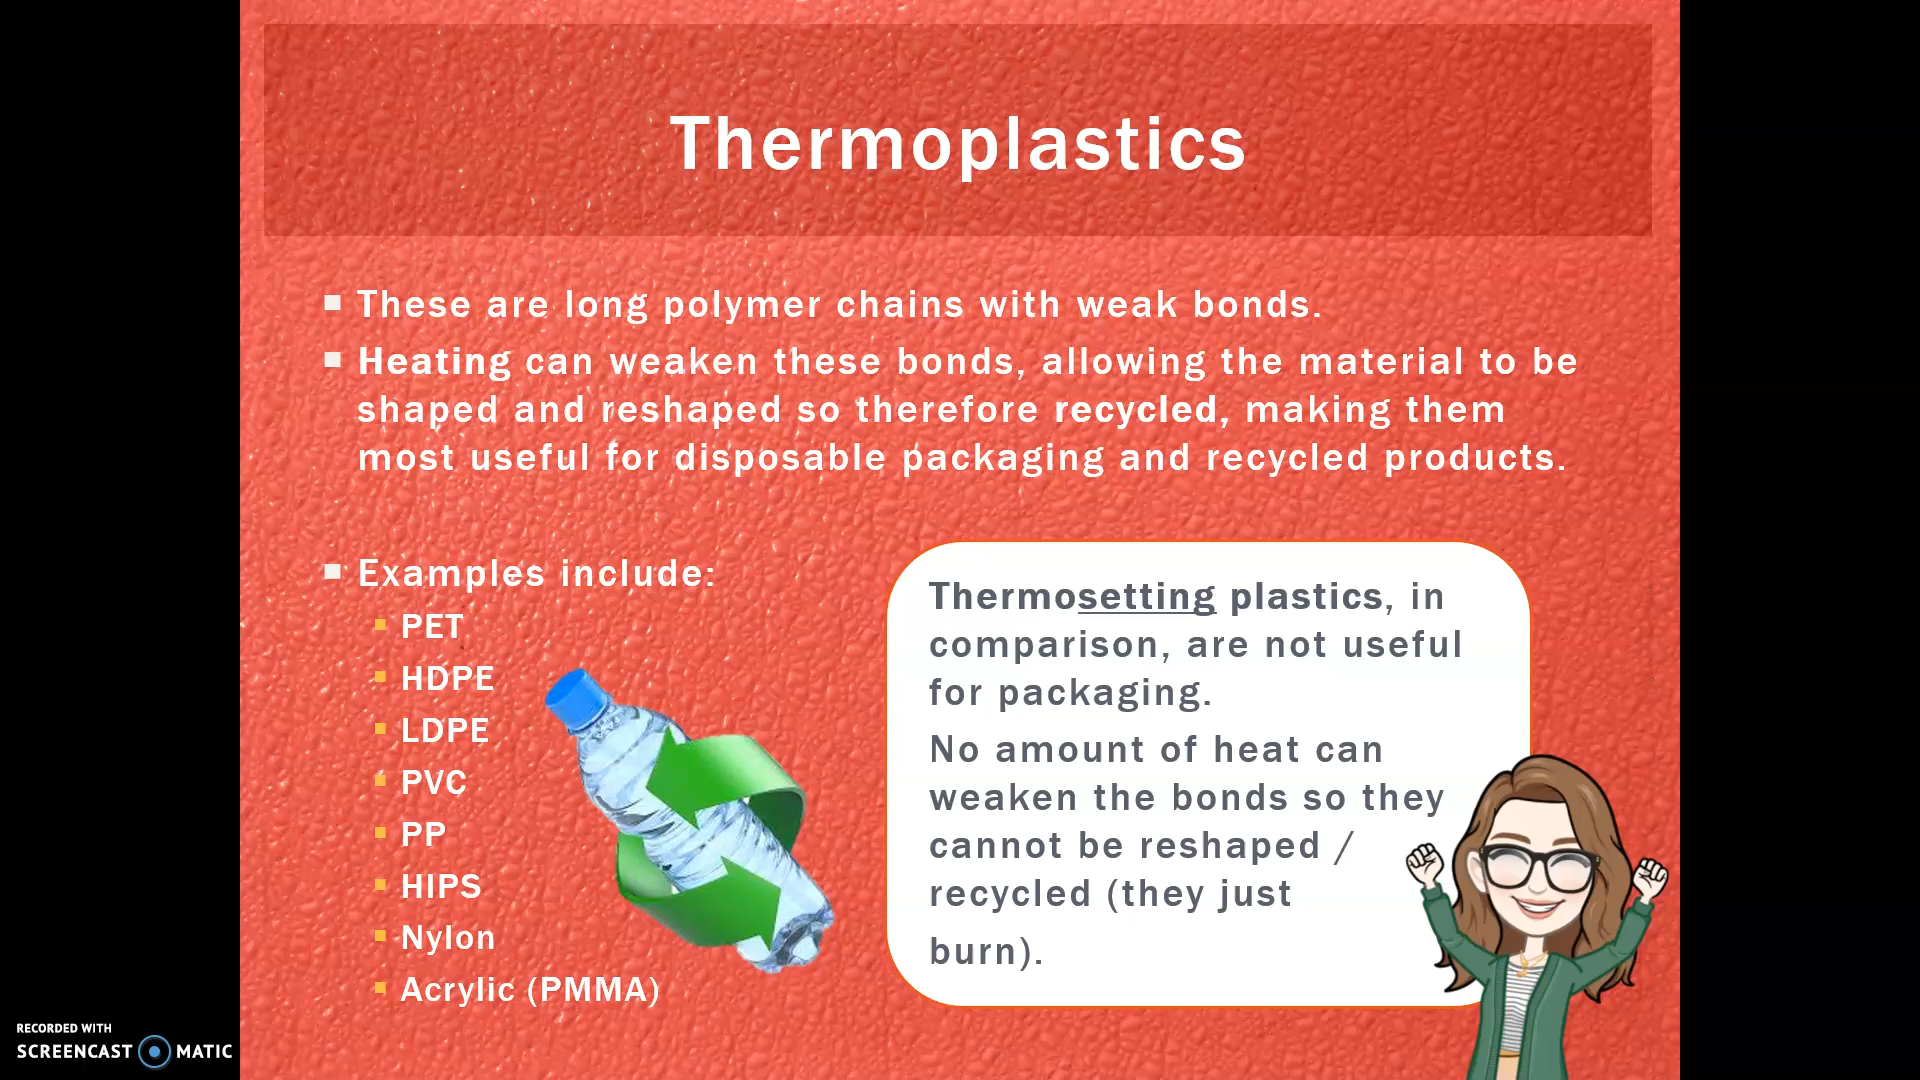 Thermoplastics
These are long polymer chains with weak bonds.
Heating can weaken these bonds, allowing the material to be
shaped and reshaped so therefore recycled, making them
most useful for disposable packaging and recycled products.
Examples include:
PET
HDPE
LDPE
PVC
PP
HIPS
Nylon
Acrylic (PMMA)
Thermosetting plastics, in
comparison, are not useful
for packaging.
No amount of heat can
weaken the bonds so they
cannot be reshaped /
recycled (they just
burn).
RECORDED WITH
SCREENCAST MATIC